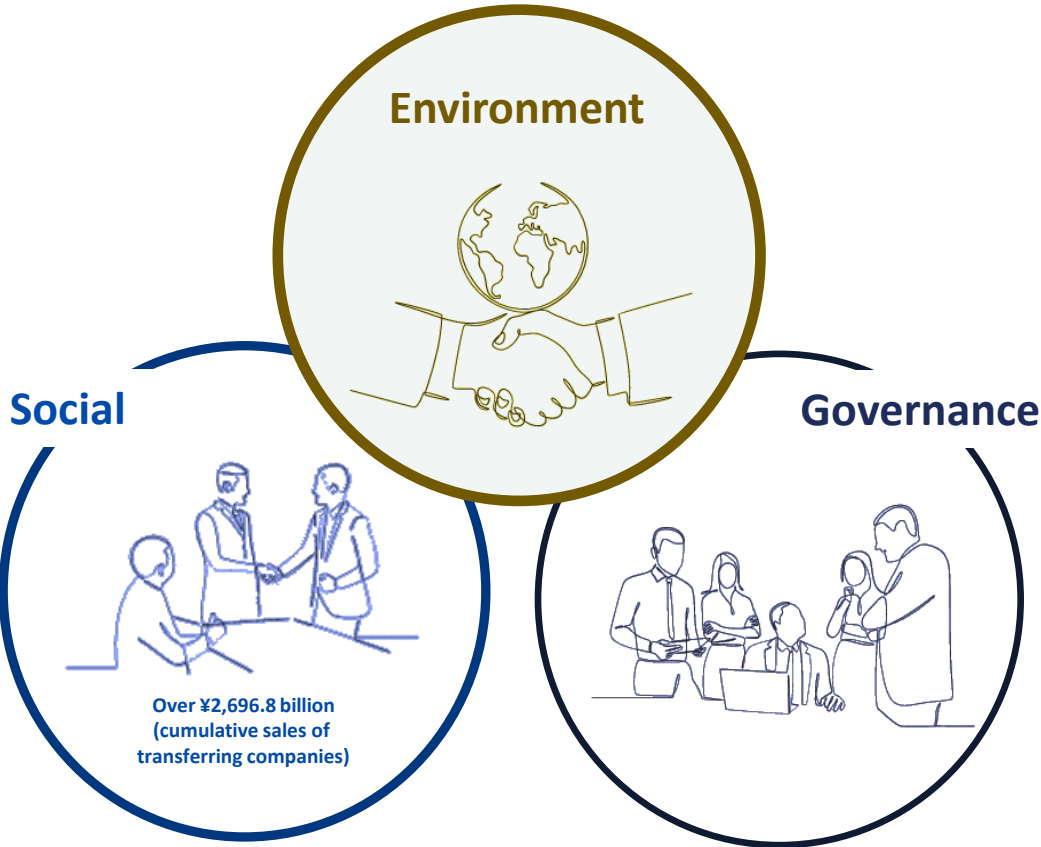 Environment
Social
Governance
Over ¥2,696.8 billion
(cumulative sales of
transferring companies)